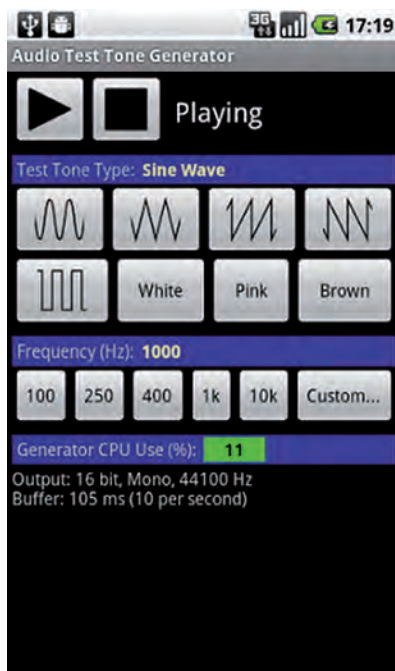 3G 17:19
Audio Test Tone Generator
Playing
Test Tone Type: Sine Wave
White Pink Brown
Frequency (Hz): 1000
100 250 400 1k 10k Custom...
Generator CPU Use (%): 11
Output: 16 bit, Mono, 44100 Hz
Buffer: 105 ms (10 per second)